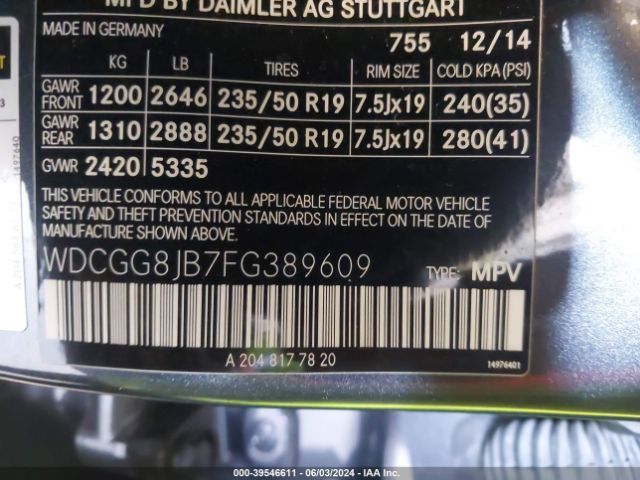 MFD BY DAIMLER AG STUTTGART
MADE IN GERMANY 755 12/14
KG LB TIRES RIM SIZE COLD KPA(PSI)
GAWR FRONT 1200 2646 235/50 R19 7.5Jx19 240(35)
GAWR REAR 1310 2888 235/50 R19 7.5Jx19 280(41)
GVWR 2420 5335
THIS VEHICLE CONFORMS TO ALL APPLICABLE FEDERAL MOTOR VEHICLE
SAFETY AND THEFT PREVENTION STANDARDS IN EFFECT ON THE DATE OF
MANUFACTURE SHOWN ABOVE.
WDCGG8JB7FG389609 TYPE: MPV
A 204 817 78 20
14976401
000-39546611 - 06/03/2024 - IAA Inc.